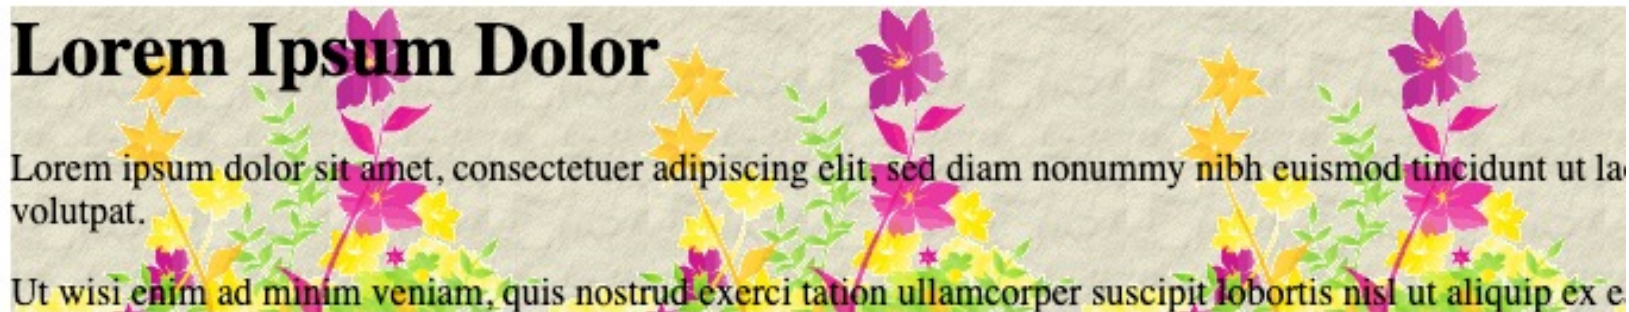 Lorem Ipsum Dolor
Lorem ipsum dolor sit amet, consectetuer adipiscing elit, sed diam nonummy nibh euismod tincidunt ut
volutpat.
Ut wisi enim ad minim veniam, quis nostrud exerci tation ullamcorper suscipit lobortis nisl ut aliquip ex